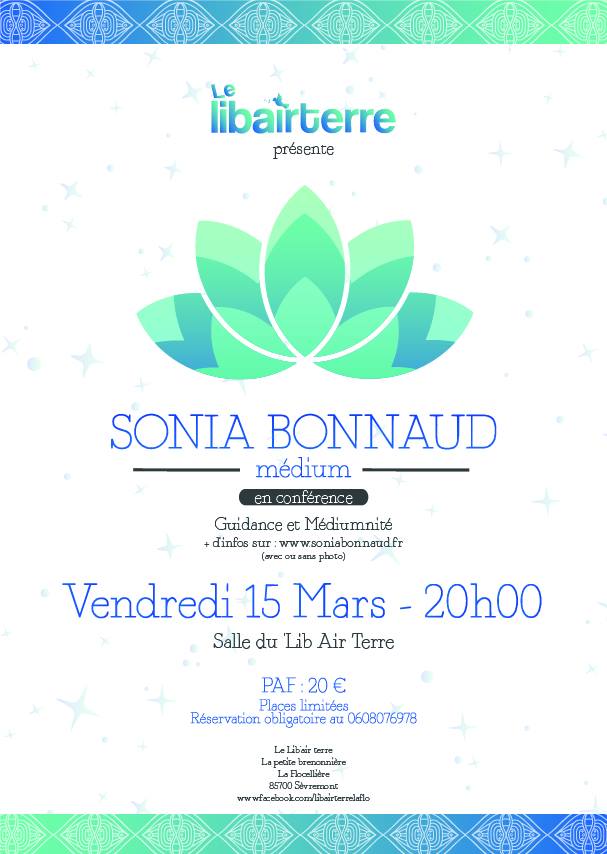 Le
libairterre
présente
SONIA BONNAUD
médium
en conférence
Guidance et Médiumnité
+ d'infos sur : www.soniabonnaud.fr
(avec ou sans photo)
Vendredi 15 Mars - 20h00
Salle du 'Lib Air Terre
PAF : 20 €
Places limitées
Réservation obligatoire au 0608076978
Le Lib'air terre
La petite brenonnière
La Flocellière
85700 Sèvremont
www.facebook.com/libairterrelaflo